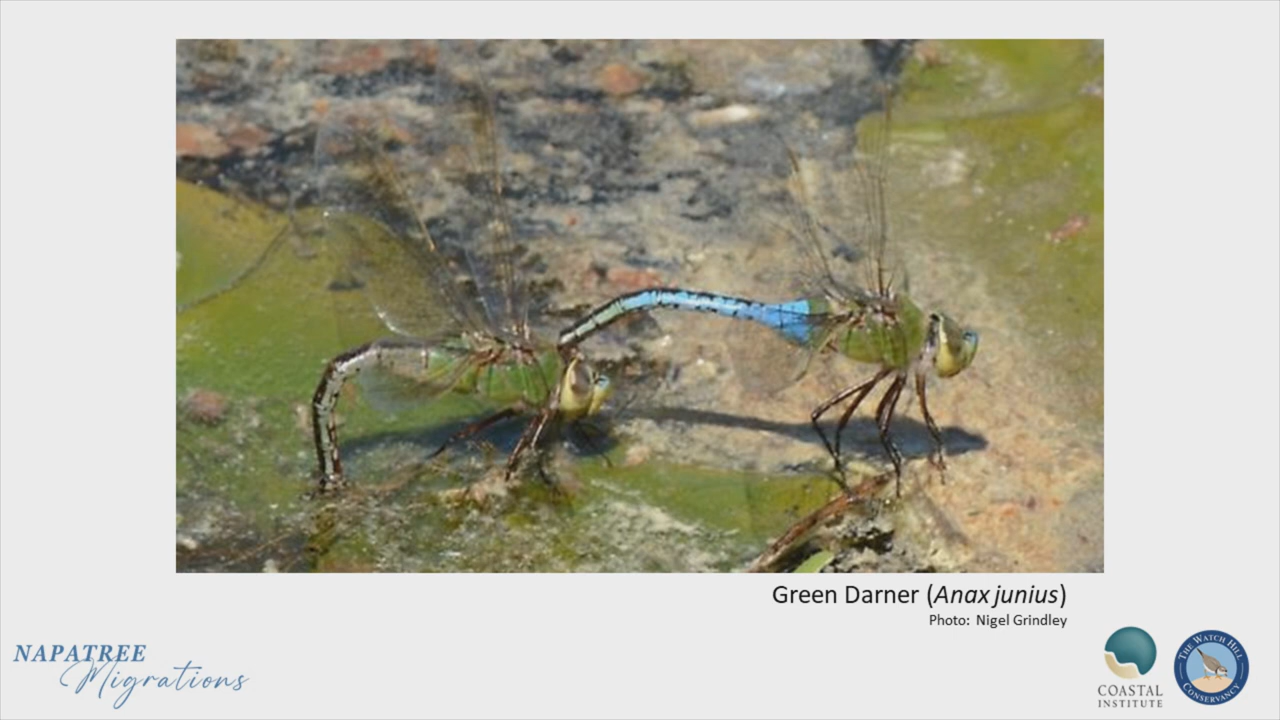 Green Darner (Anax junius)
Photo: Nigel Grindley
NAPATREE
Migrations
COASTAL
INSTITUTE
THE WATCH HILL
CONSERVANCY